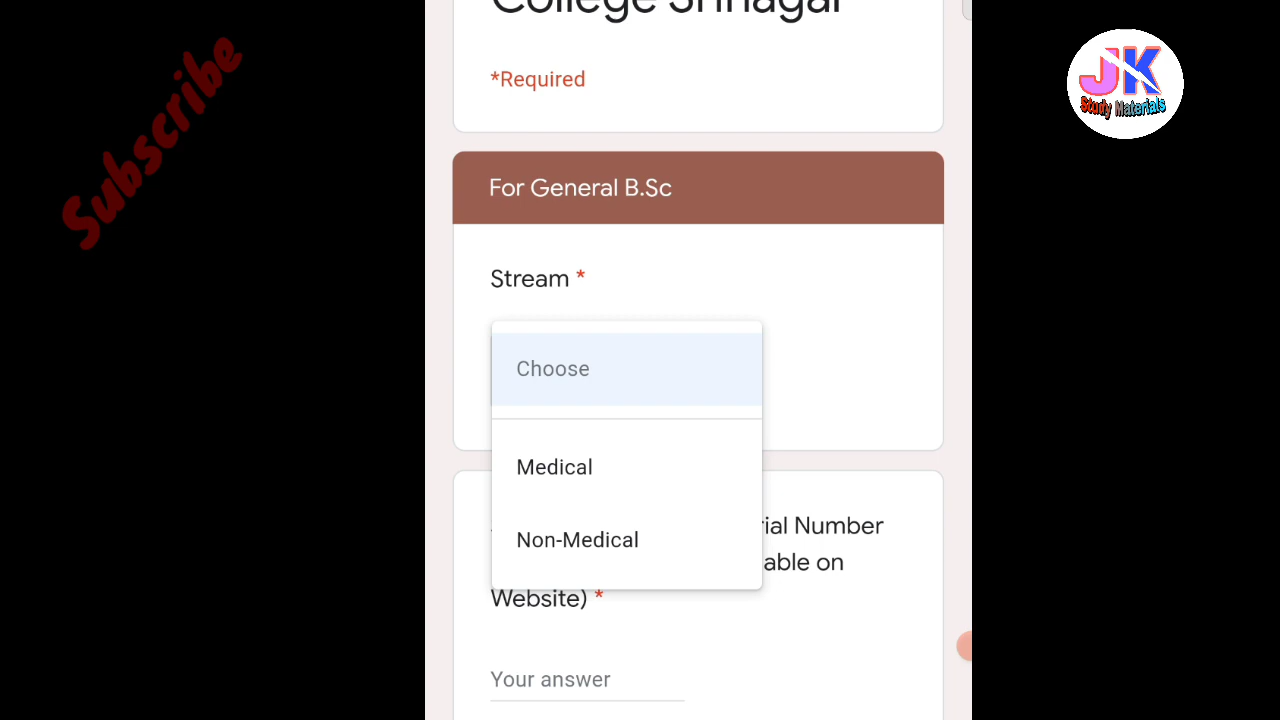 College Srinagar
*Required
For General B.Sc
Stream *
Choose
Medical
Non-Medical
Number
able on
Website) *
Your answer
Subscribe
JK
Study Materials